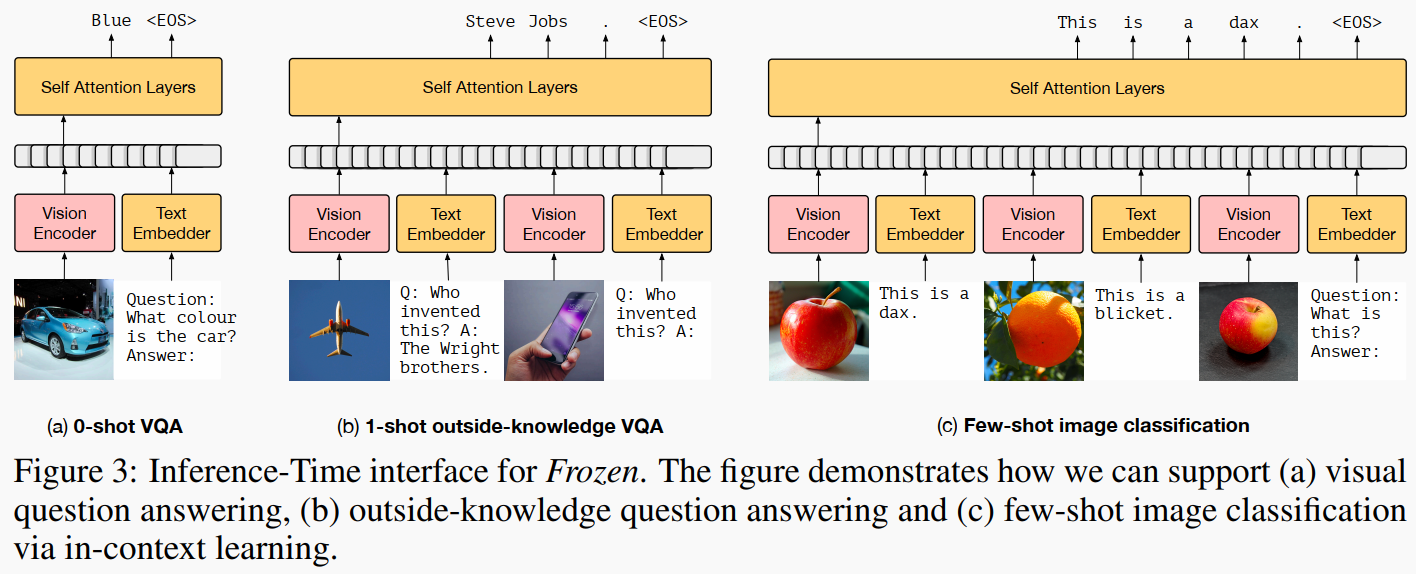 Blue <EOS>
Self Attention Layers
Vision
Encoder
Text
Embedder
Question:
What colour
is the car?
Answer:
(a) 0-shot VQA
Steve Jobs . <EOS>
Self Attention Layers
Vision
Encoder
Text
Embedder
Vision
Encoder
Text
Embedder
Q: Who
invented
this? A:
The Wright
brothers.
Q: Who
invented
this? A:
(b) 1-shot outside-knowledge VQA
This is a dax . <EOS>
Self Attention Layers
Vision
Encoder
Text
Embedder
Vision
Encoder
Text
Embedder
Vision
Encoder
Text
Embedder
This is a
dax.
This is a
blicket.
Question:
What is
this?
Answer:
(c) Few-shot image classification
Figure 3: Inference-Time interface for Frozen. The figure demonstrates how we can support (a) visual
question answering, (b) outside-knowledge question answering and (c) few-shot image classification
via in-context learning.